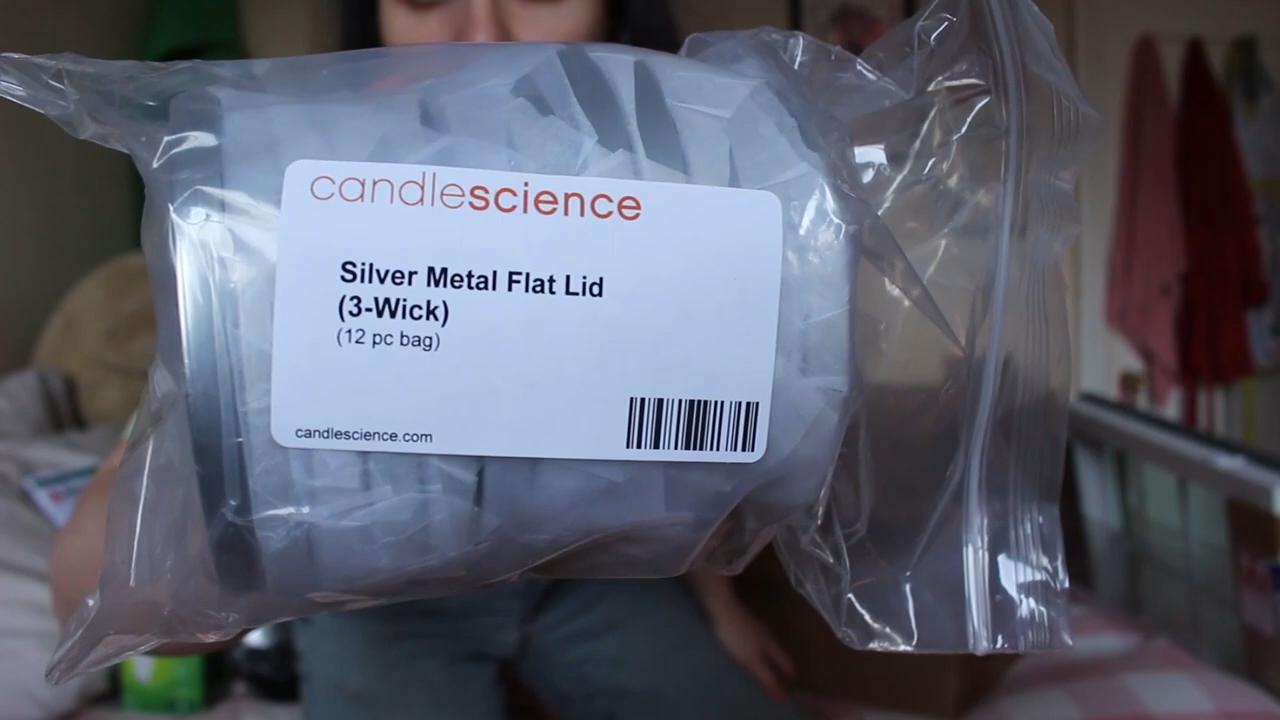 candlescience
Silver Metal Flat Lid
(3-Wick)
(12 pc bag)
candlescience.com